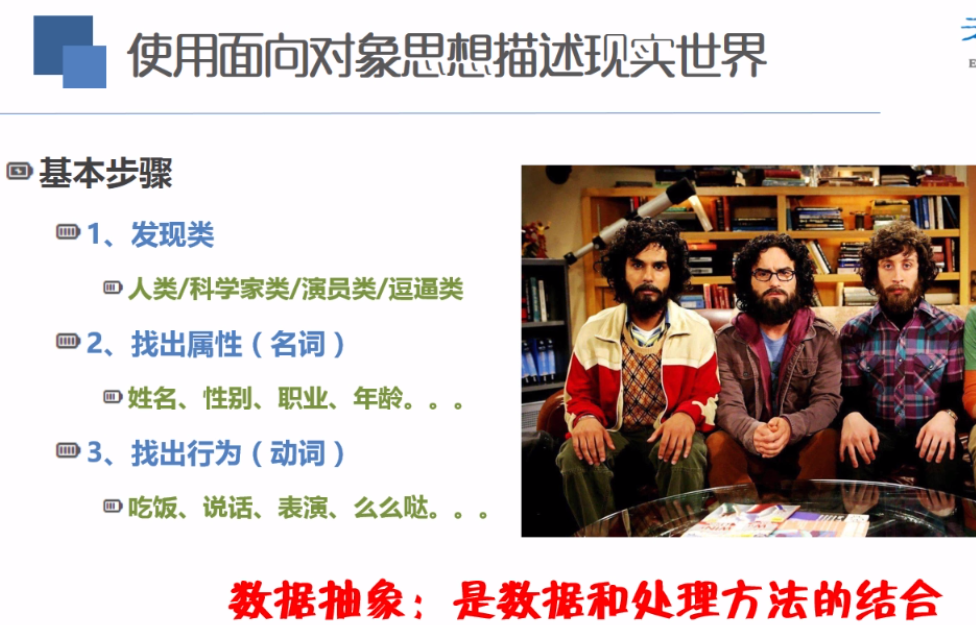 使用面向对象思想描述现实世界
基本步骤
1、发现类
人类/科学家类/演员类/逗逼类
2、找出属性（名词）
姓名、性别、职业、年龄。。。
3、找出行为（动词）
吃饭、说话、表演、么么哒。。。
数据抽象：是数据和处理方法的结合